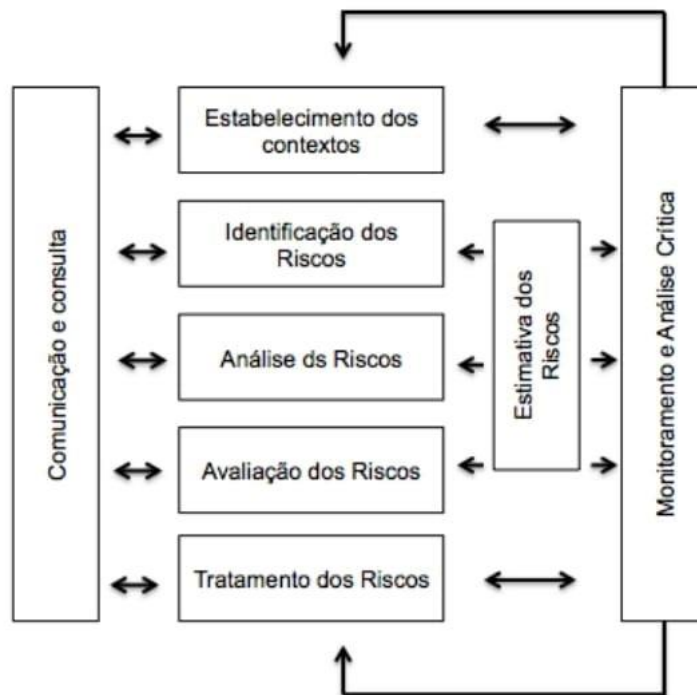 Comunicação e consulta
Estabelecimento dos
contextos
Identificação dos
Riscos
Análise ds Riscos
Avaliação dos Riscos
Tratamento dos Riscos
Estimativa dos
Riscos
Monitoramento e Análise Crítica